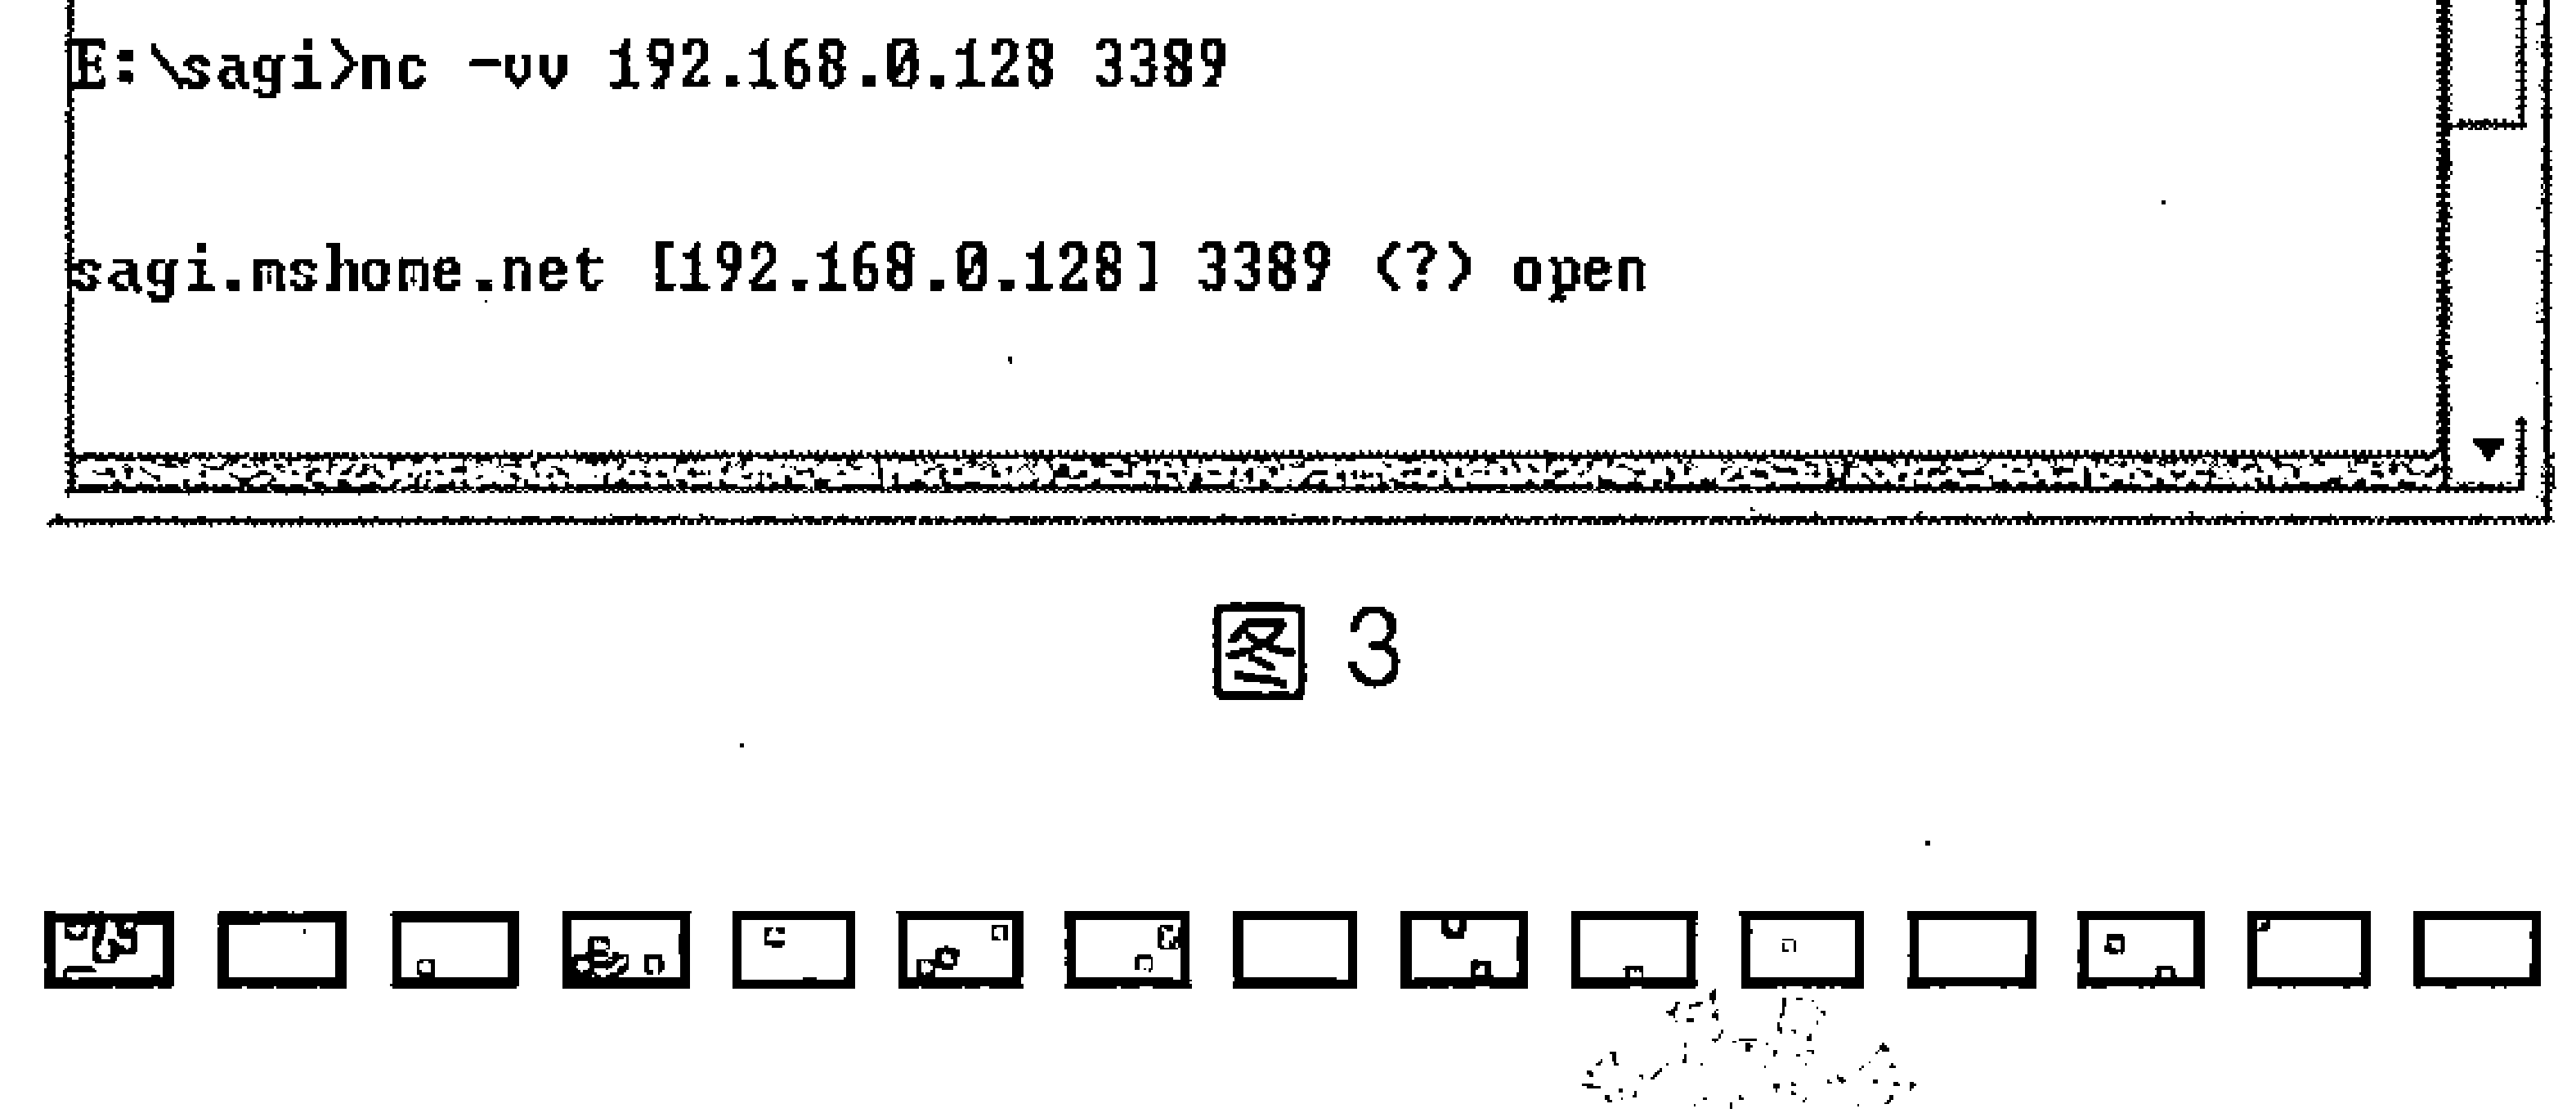 E:\sagi>nc -vv 192.168.0.128 3389
sagi.mshome.net [192.168.0.128] 3389 (?) open
图 3